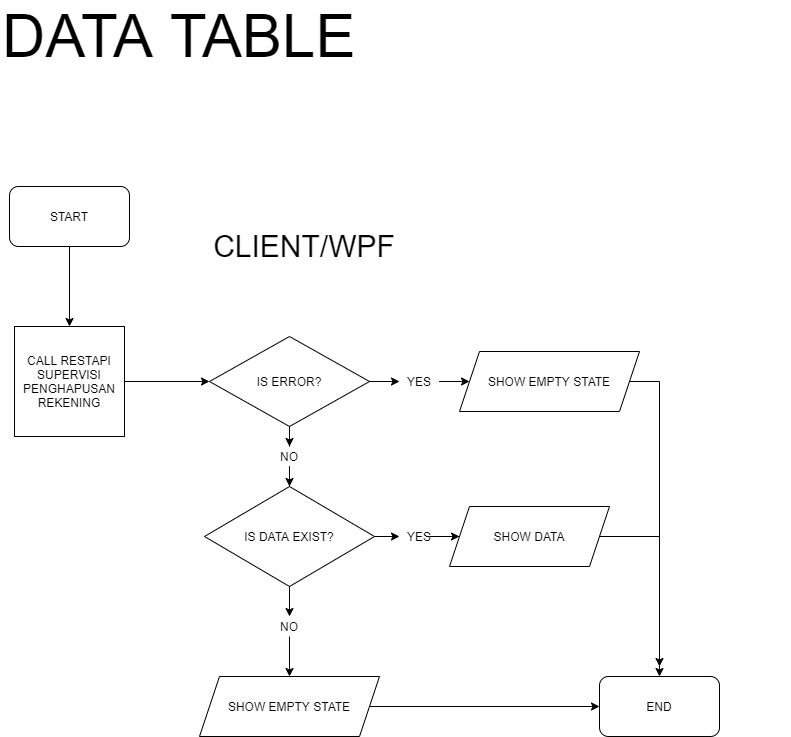 DATA TABLE
START
CLIENT/WPF
CALL RESTAPI
SUPERVISI
PENGHAPUSAN
REKENING
IS ERROR?
YES
SHOW EMPTY STATE
NO
IS DATA EXIST?
YES
SHOW DATA
NO
SHOW EMPTY STATE
END